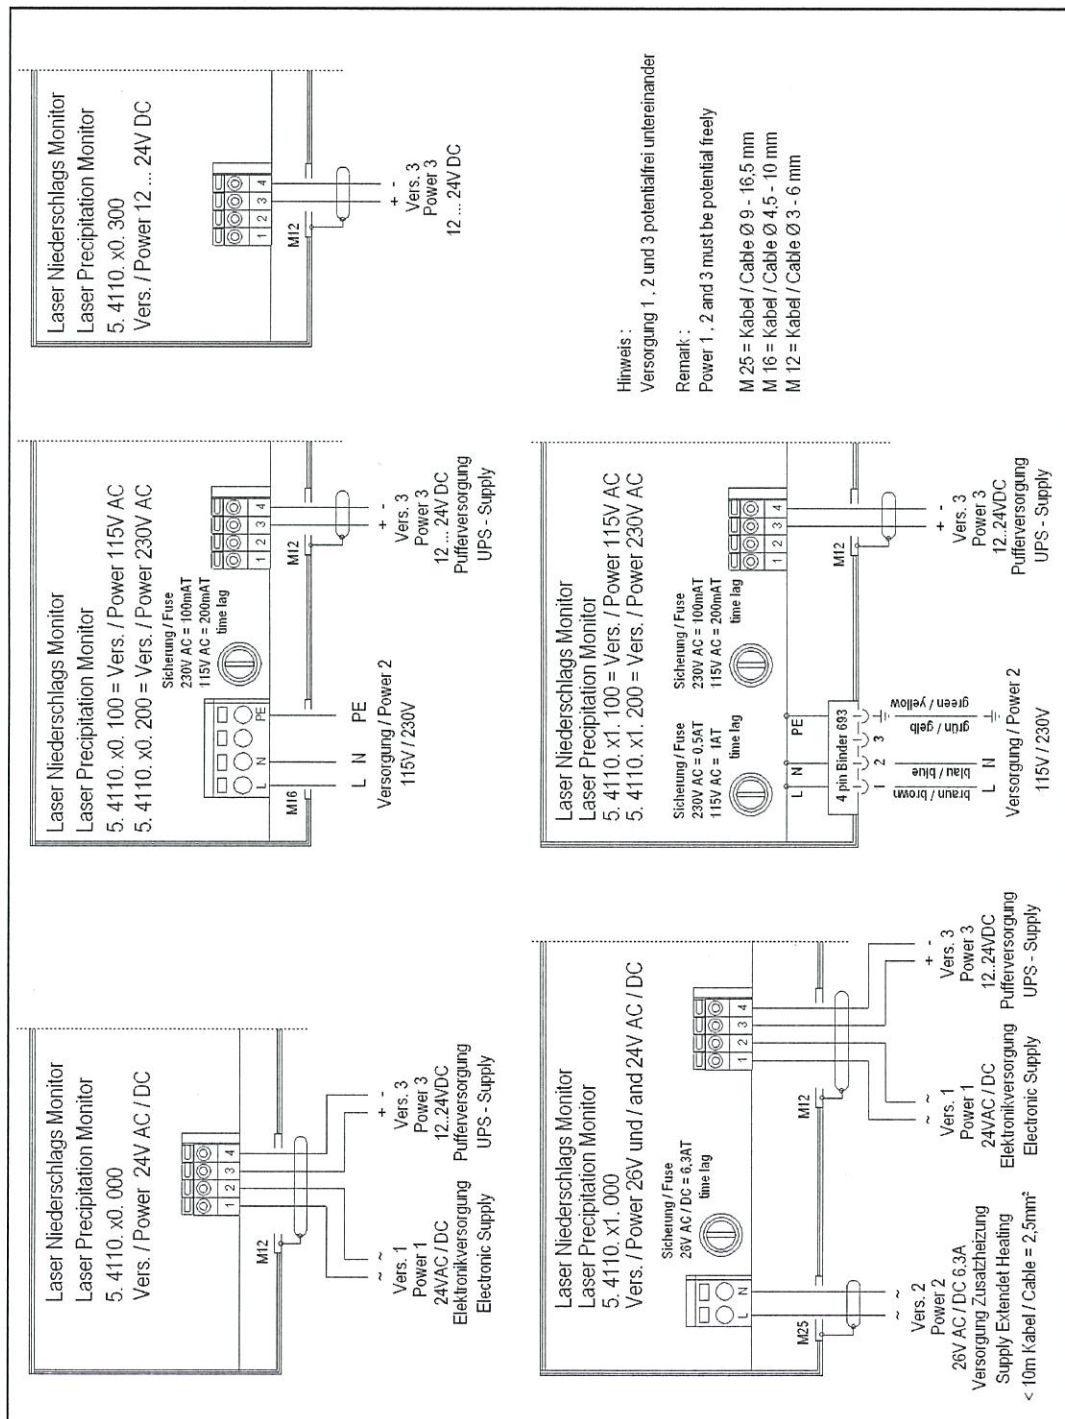 Laser Niederschlags Monitor
Laser Precipitation Monitor
5. 4110. x0. 000
Vers. / Power 24V AC / DC
1 2 3 4
M12
~ ~
Vers. 1
Power 1
24VAC / DC
Elektronikversorgung
Electronic Supply
+ -
Vers. 3
Power 3
12..24VDC
Pufferversorgung
UPS - Supply
Laser Niederschlags Monitor
Laser Precipitation Monitor
5. 4110. x0. 100 = Vers. / Power 115V AC
5. 4110. x0. 200 = Vers. / Power 230V AC
Sicherung / Fuse
230V AC = 100mAT
115V AC = 200mAT
time lag
L N PE
1 2 3 4
M16
M12
L N PE
Versorgung / Power 2
115V / 230V
+ -
Vers. 3
Power 3
12 ... 24V DC
Pufferversorgung
UPS - Supply
Laser Niederschlags Monitor
Laser Precipitation Monitor
5. 4110. x0. 300
Vers. / Power 12 ... 24V DC
1 2 3 4
M12
+ -
Vers. 3
Power 3
12 ... 24V DC
Laser Niederschlags Monitor
Laser Precipitation Monitor
5. 4110. x1. 000
Vers. / Power 26V und / and 24V AC / DC
Sicherung / Fuse
26V AC / DC = 6,3AT
time lag
L N
1 2 3 4
M25
M12
~ ~
Vers. 2
Power 2
26V AC / DC 6,3A
Versorgung Zusatzheizung
Supply Extendet Heating
< 10m Kabel / Cable = 2,5mm²
~ ~
Vers. 1
Power 1
24VAC / DC
Elektronikversorgung
Electronic Supply
+ -
Vers. 3
Power 3
12..24VDC
Pufferversorgung
UPS - Supply
Laser Niederschlags Monitor
Laser Precipitation Monitor
5. 4110. x1. 100 = Vers. / Power 115V AC
5. 4110. x1. 200 = Vers. / Power 230V AC
Sicherung / Fuse
230V AC = 0.5AT
115V AC = 1AT
time lag
Sicherung / Fuse
230V AC = 100mAT
115V AC = 200mAT
time lag
L N PE
1 2 3 4
4 pin Binder 693
M12
1 2 3
braun / brown
blau / blue
grün / gelb
green / yellow
L N
Versorgung / Power 2
115V / 230V
+ -
Vers. 3
Power 3
12..24VDC
Pufferversorgung
UPS - Supply
Hinweis :
Versorgung 1 , 2 und 3 potentialfrei untereinander
Remark :
Power 1 , 2 and 3 must be potential freely
M 25 = Kabel / Cable Ø 9 - 16,5 mm
M 16 = Kabel / Cable Ø 4,5 - 10 mm
M 12 = Kabel / Cable Ø 3 - 6 mm